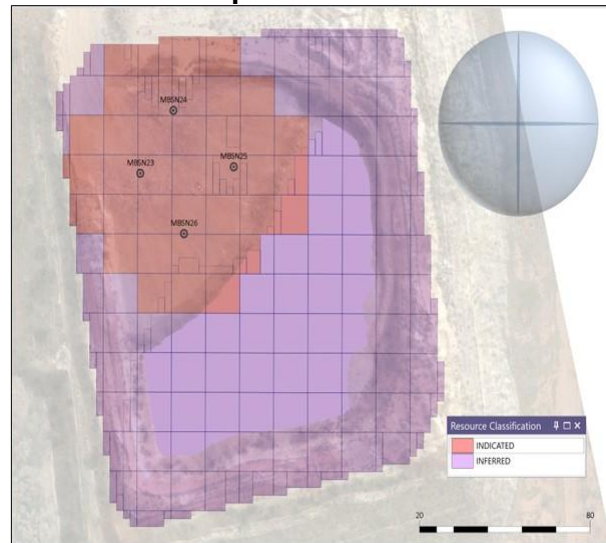 MBSN24
MBSN25
MBSN23
MBSN26
Resource Classification
INDICATED
INFERRED
20
80